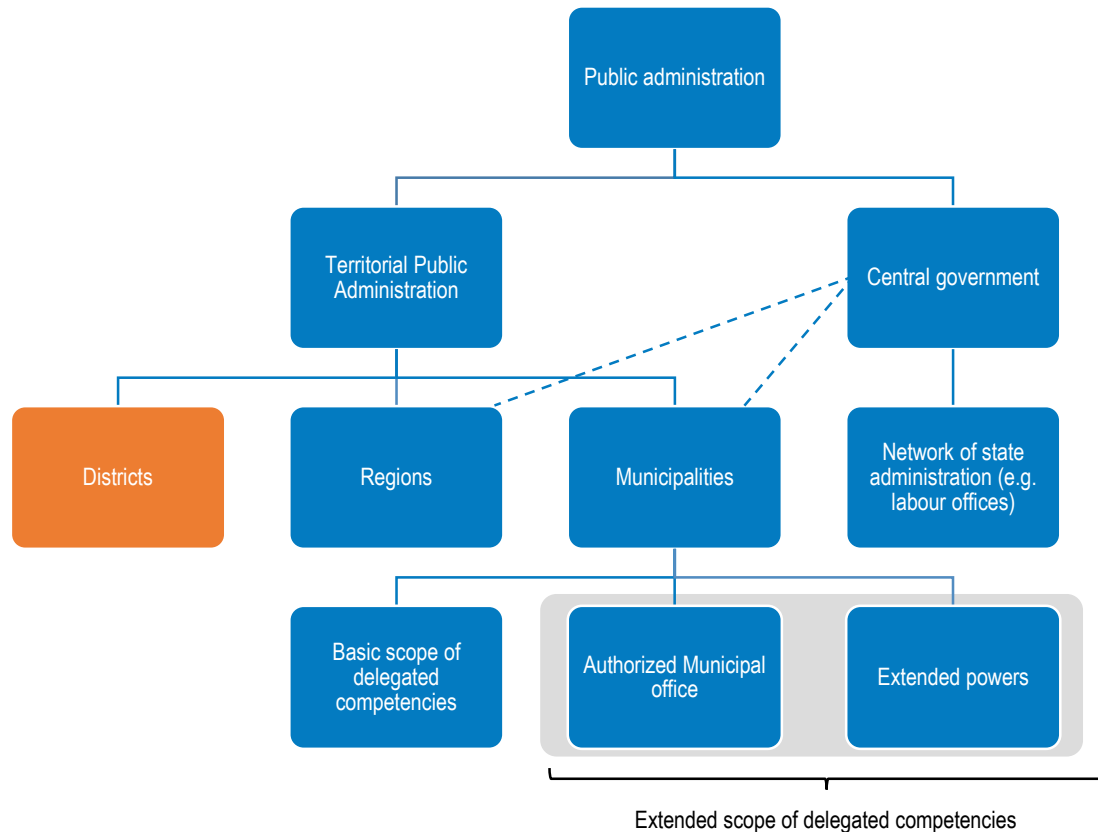 Public administration
Territorial Public
Administration
Central government
Districts
Regions
Municipalities
Network of state
administration (e.g.
labour offices)
Basic scope of
delegated
competencies
Authorized Municipal
office
Extended powers
Extended scope of delegated competencies